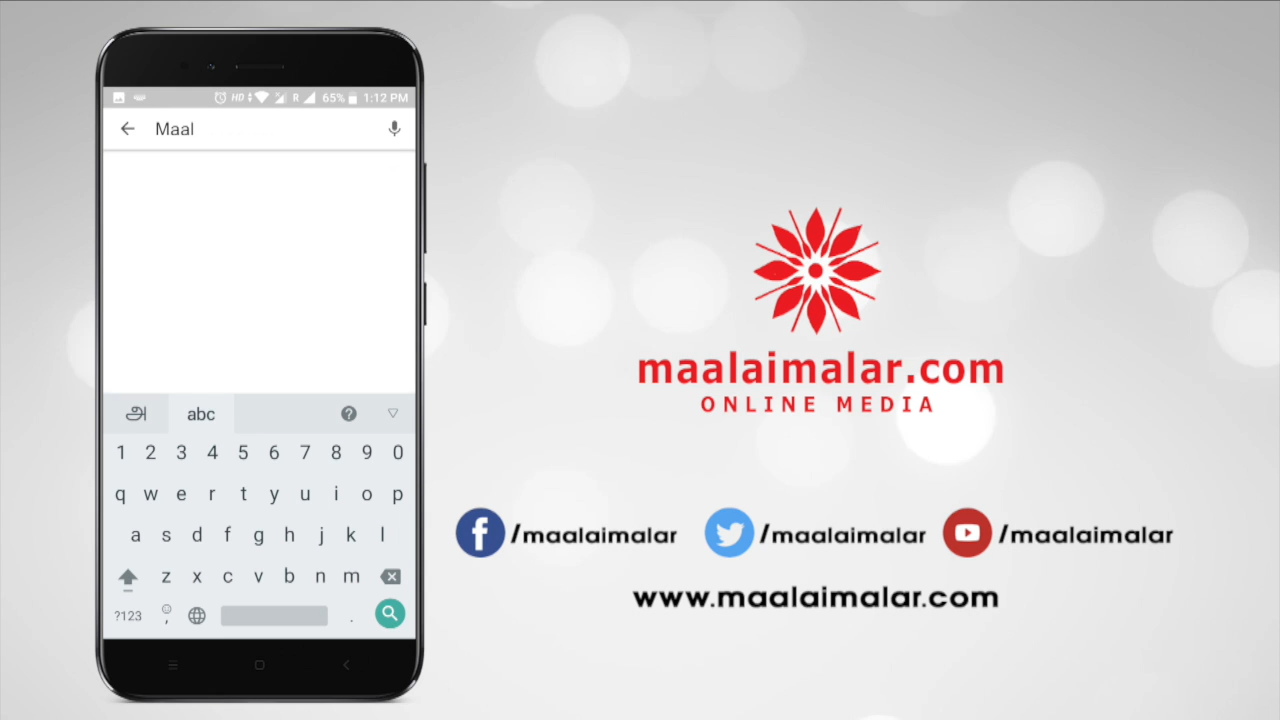 HD R 65% 1:12 PM
Maal
அ abc
1 2 3 4 5 6 7 8 9 0
q w e r t y u i o p
a s d f g h j k l
z x c v b n m
?123 , .
maalaimalar.com
ONLINE MEDIA
/maalaimalar /maalaimalar /maalaimalar
www.maalaimalar.com